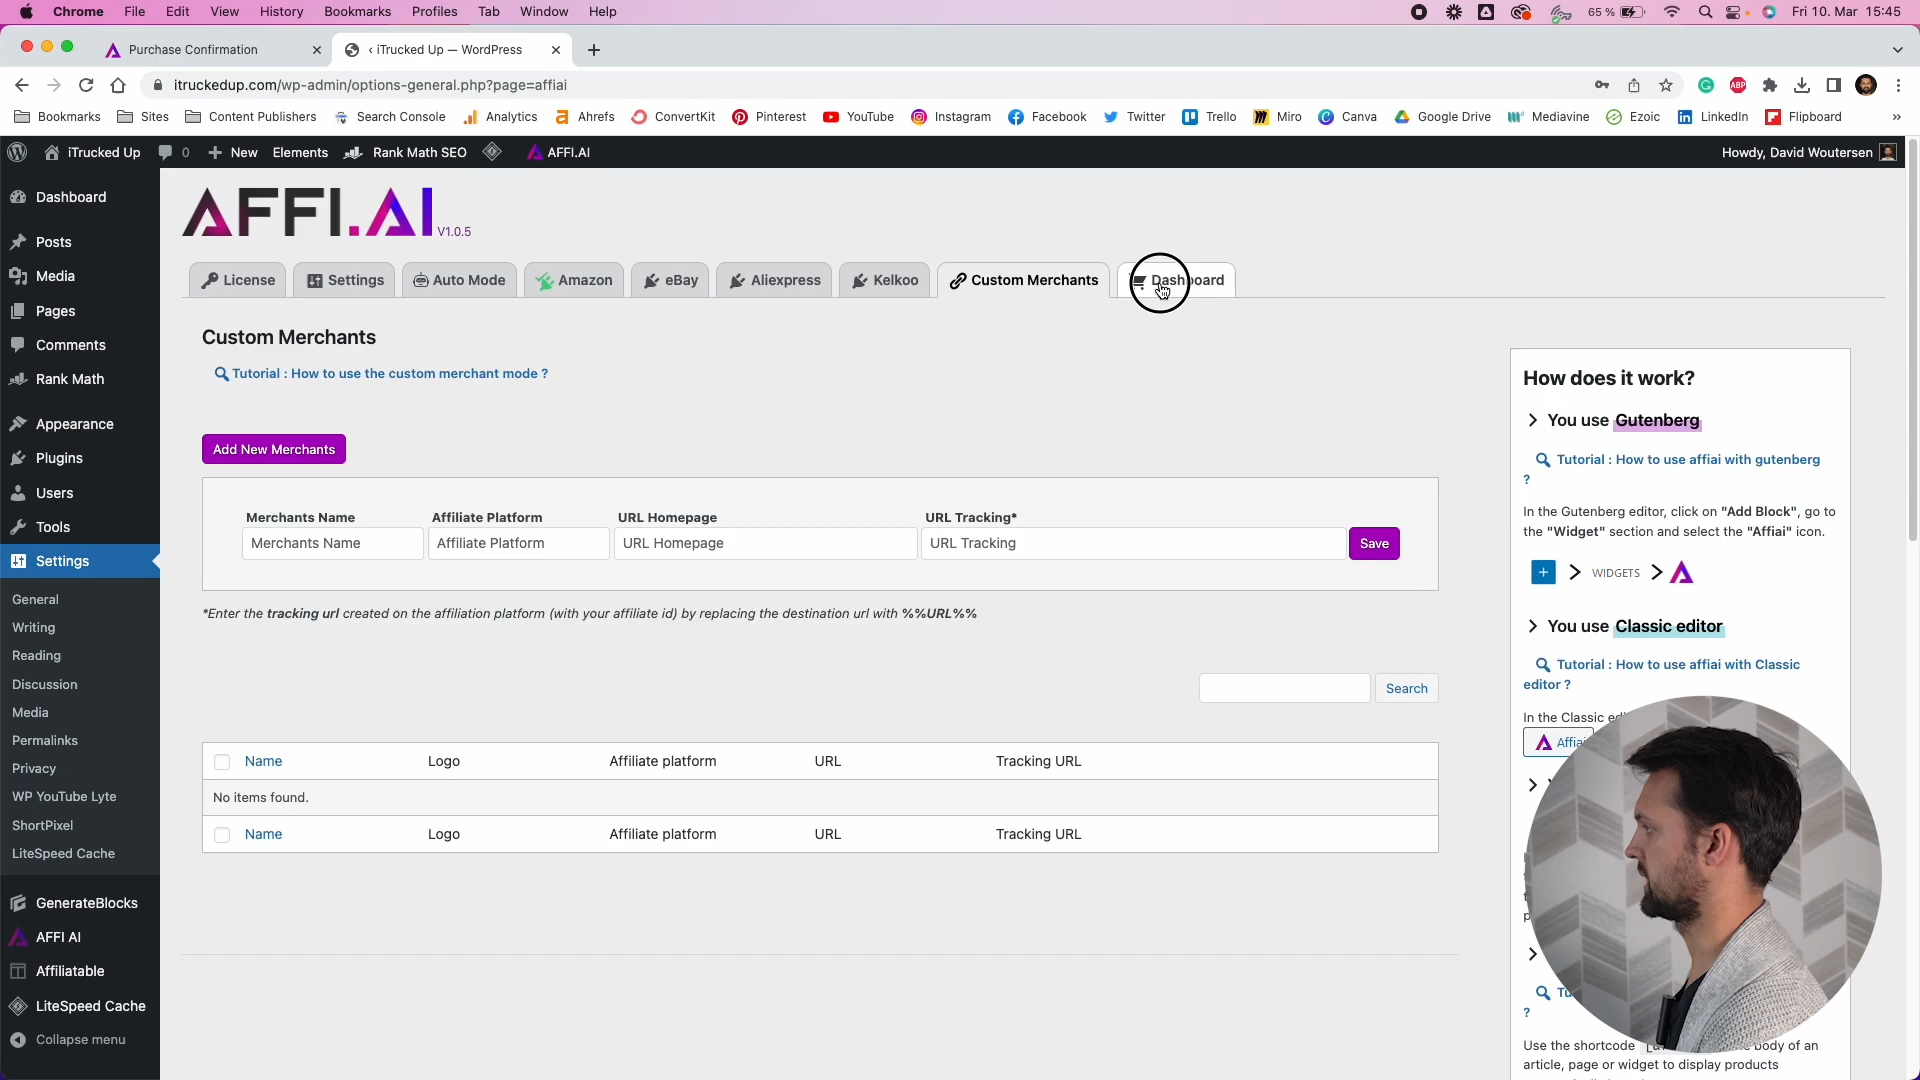 Chrome File Edit View History Bookmarks Profiles Tab Window Help 65 % Fri 10. Mar 15:45
Purchase Confirmation
‹ iTrucked Up — WordPress
itruckedup.com/wp-admin/options-general.php?page=affiai
ABP
Bookmarks Sites Content Publishers Search Console Analytics Ahrefs ConvertKit Pinterest YouTube Instagram Facebook Twitter Trello Miro Canva Google Drive Mediavine Ezoic LinkedIn Flipboard »
iTrucked Up 0 New Elements Rank Math SEO AFFI.AI Howdy, David Woutersen
Dashboard
Posts
Media
Pages
Comments
Rank Math
Appearance
Plugins
Users
Tools
Settings
General
Writing
Reading
Discussion
Media
Permalinks
Privacy
WP YouTube Lyte
ShortPixel
LiteSpeed Cache
GenerateBlocks
AFFI AI
Affiliatable
LiteSpeed Cache
Collapse menu
AFFI.AI V1.0.5
License Settings Auto Mode Amazon eBay Aliexpress Kelkoo Custom Merchants Dashboard
Custom Merchants
Tutorial : How to use the custom merchant mode ?
Add New Merchants
Merchants Name Affiliate Platform URL Homepage URL Tracking*
Merchants Name Affiliate Platform URL Homepage URL Tracking Save
*Enter the tracking url created on the affiliation platform (with your affiliate id) by replacing the destination url with %%URL%%
Search
Name Logo Affiliate platform URL Tracking URL
No items found.
Name Logo Affiliate platform URL Tracking URL
How does it work?
You use Gutenberg
Tutorial : How to use affiai with gutenberg
?
In the Gutenberg editor, click on "Add Block", go to
the "Widget" section and select the "Affiai" icon.
+ WIDGETS
You use Classic editor
Tutorial : How to use affiai with Classic
editor ?
In the Classic
Affiai
?
Use the shortcode body of an
article, page or widget to display products